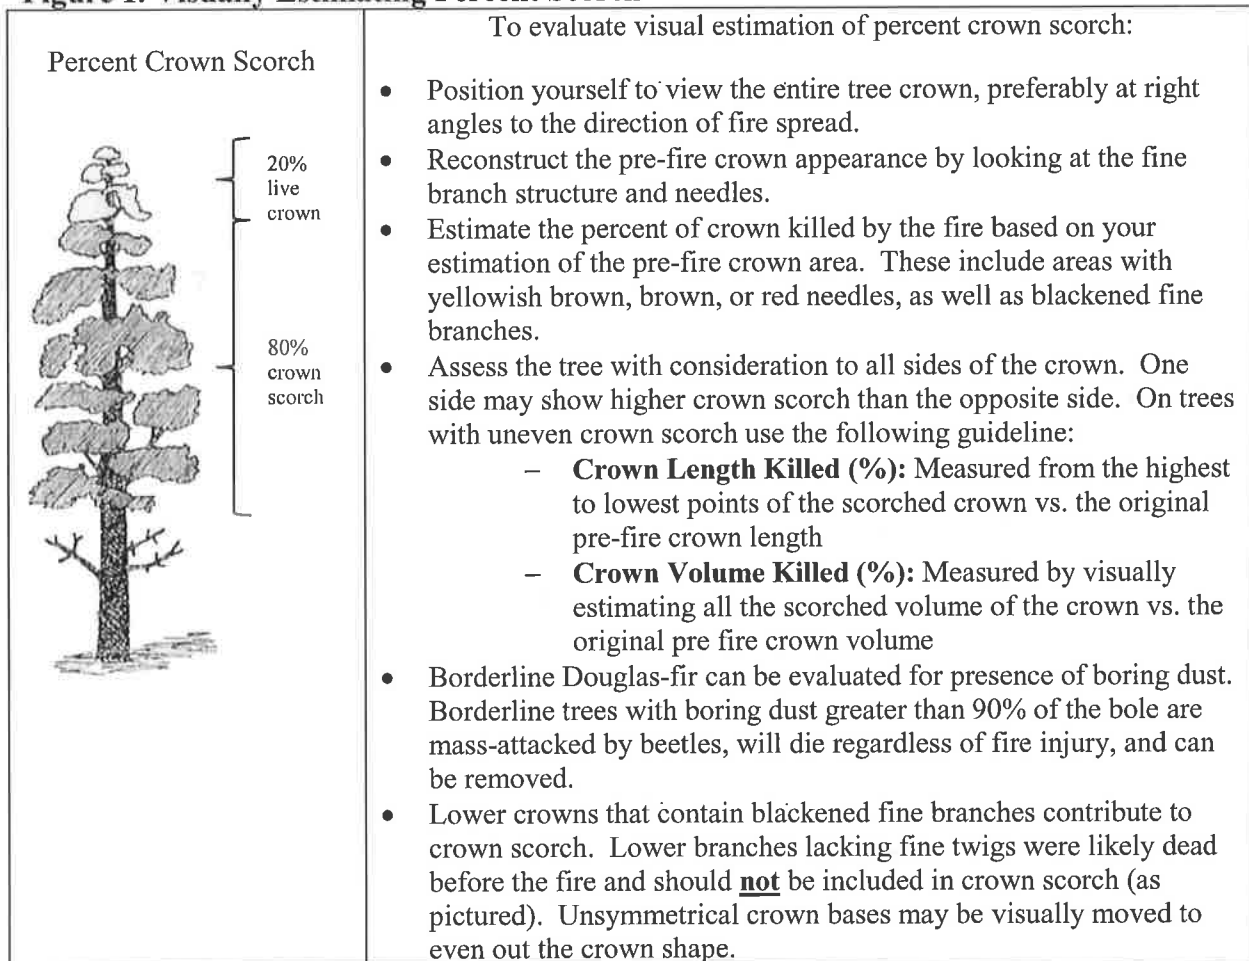 Figure 1. Visually Estimating Percent Scorch
Percent Crown Scorch
20%
live
crown
80%
crown
scorch
To evaluate visual estimation of percent crown scorch:
• Position yourself to view the entire tree crown, preferably at right
angles to the direction of fire spread.
• Reconstruct the pre-fire crown appearance by looking at the fine
branch structure and needles.
• Estimate the percent of crown killed by the fire based on your
estimation of the pre-fire crown area. These include areas with
yellowish brown, brown, or red needles, as well as blackened fine
branches.
• Assess the tree with consideration to all sides of the crown. One
side may show higher crown scorch than the opposite side. On trees
with uneven crown scorch use the following guideline:
– Crown Length Killed (%): Measured from the highest
to lowest points of the scorched crown vs. the original
pre-fire crown length
– Crown Volume Killed (%): Measured by visually
estimating all the scorched volume of the crown vs. the
original pre fire crown volume
• Borderline Douglas-fir can be evaluated for presence of boring dust.
Borderline trees with boring dust greater than 90% of the bole are
mass-attacked by beetles, will die regardless of fire injury, and can
be removed.
• Lower crowns that contain blackened fine branches contribute to
crown scorch. Lower branches lacking fine twigs were likely dead
before the fire and should not be included in crown scorch (as
pictured). Unsymmetrical crown bases may be visually moved to
even out the crown shape.